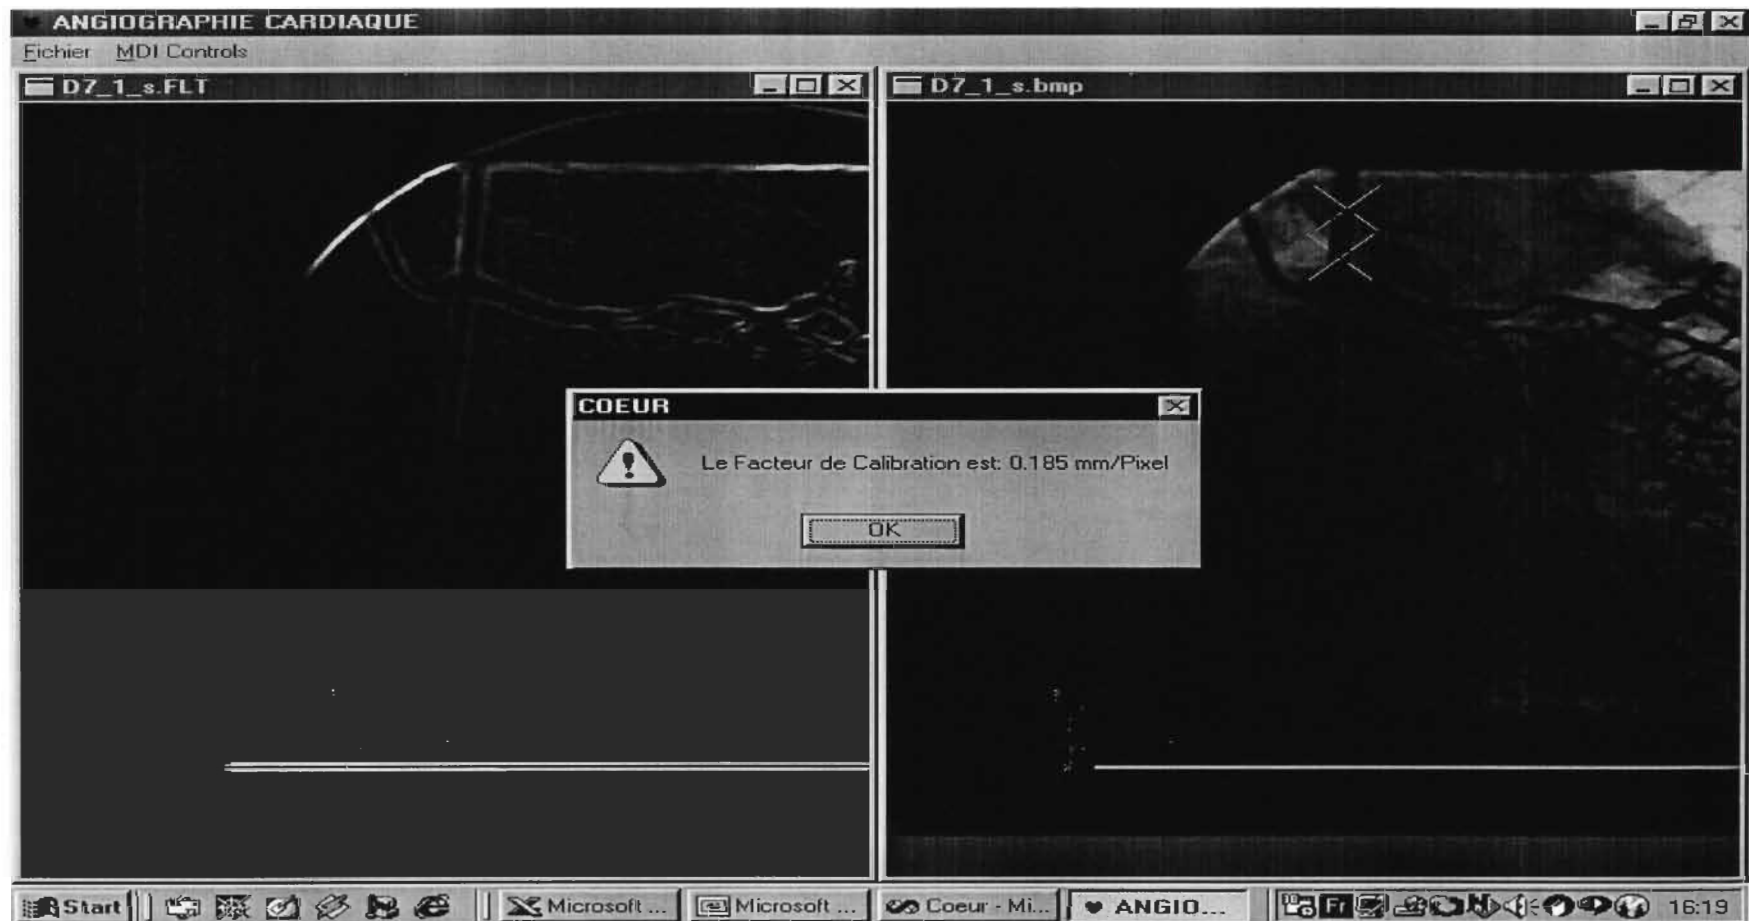 ANGIOGRAPHIE CARDIAQUE
Fichier MDI Controls
D7_1_s.FLT
D7_1_s.bmp
COEUR
Le Facteur de Calibration est: 0.185 mm/Pixel
OK
Start Microsoft ... Microsoft ... Coeur - Mi... ANGIO... Fr 16:19